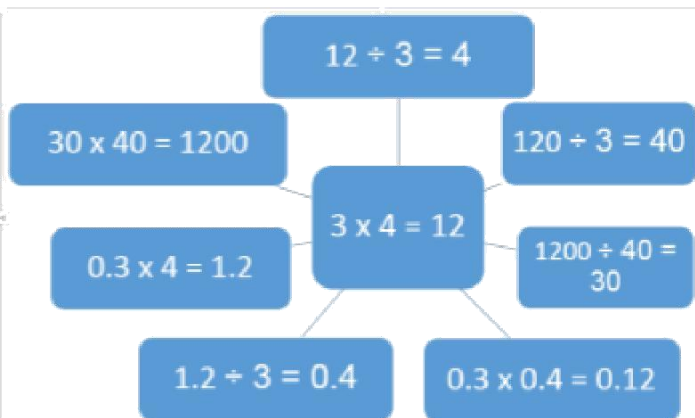 12 ÷ 3 = 4
30 x 40 = 1200
120 ÷ 3 = 40
3 x 4 = 12
0.3 x 4 = 1.2
1200 ÷ 40 =
30
1.2 ÷ 3 = 0.4
0.3 x 0.4 = 0.12